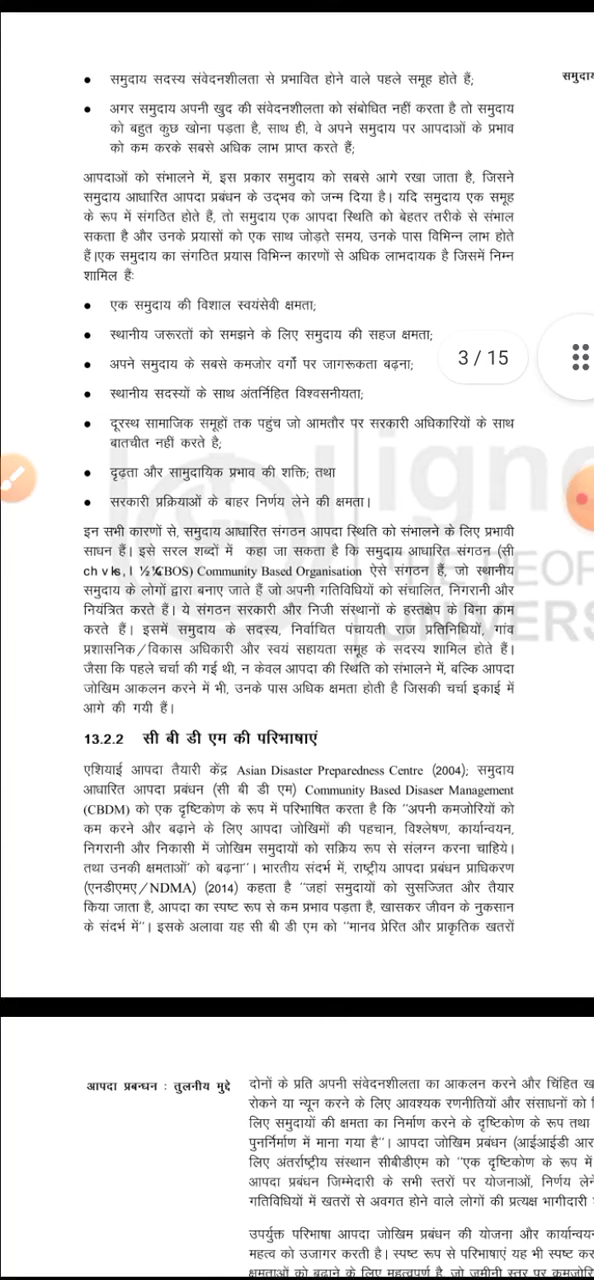 समुदाय सदस्य संवेदनशीलता से प्रभावित होने वाले पहले समूह होते हैं;
अगर समुदाय अपनी खुद की संवेदनशीलता को संबोधित नहीं करता है तो समुदाय
को बहुत कुछ खोना पड़ता है, साथ ही, वे अपने समुदाय पर आपदाओं के प्रभाव
को कम करके सबसे अधिक लाभ प्राप्त करते हैं;
आपदाओं को संभालने में, इस प्रकार समुदाय को सबसे आगे रखा जाता है, जिसने
समुदाय आधारित आपदा प्रबंधन के उद्भव को जन्म दिया है। यदि समुदाय एक समूह
के रूप में संगठित होते हैं, तो समुदाय एक आपदा स्थिति को बेहतर तरीके से संभाल
सकता है और उनके प्रयासों को एक साथ जोड़ते समय, उनके पास विभिन्न लाभ होते
हैं।एक समुदाय का संगठित प्रयास विभिन्न कारणों से अधिक लाभदायक है जिसमें निम्न
शामिल हैं:
एक समुदाय की विशाल स्वयंसेवी क्षमता;
स्थानीय जरूरतों को समझने के लिए समुदाय की सहज क्षमता;
अपने समुदाय के सबसे कमजोर वर्गों पर जागरूकता बढ़ना;
3 / 15
स्थानीय सदस्यों के साथ अंतर्निहित विश्वसनीयता;
दूरस्थ सामाजिक समूहों तक पहुंच जो आमतौर पर सरकारी अधिकारियों के साथ
बातचीत नहीं करते है;
दृढ़ता और सामुदायिक प्रभाव की शक्ति; तथा
सरकारी प्रक्रियाओं के बाहर निर्णय लेने की क्षमता।
इन सभी कारणों से, समुदाय आधारित संगठन आपदा स्थिति को संभालने के लिए प्रभावी
साधन हैं। इसे सरल शब्दों में कहा जा सकता है कि समुदाय आधारित संगठन (सी
Community Based Organisation ऐसे संगठन हैं, जो स्थानीय
समुदाय के लोगों द्वारा बनाए जाते हैं जो अपनी गतिविधियों को संचालित, निगरानी और
नियंत्रित करते हैं। ये संगठन सरकारी और निजी संस्थानों के हस्तक्षेप के बिना काम
करते हैं। इसमें समुदाय के सदस्य, निर्वाचित पंचायती राज प्रतिनिधियों, गांव
प्रशासनिक/विकास अधिकारी और स्वयं सहायता समूह के सदस्य शामिल होते हैं।
जैसा कि पहले चर्चा की गई थी, न केवल आपदा की स्थिति को संभालने में, बल्कि आपदा
जोखिम आकलन करने में भी, उनके पास अधिक क्षमता होती है जिसकी चर्चा इकाई में
आगे की गयी हैं।
13.2.2 सी बी डी एम की परिभाषाएं
एशियाई आपदा तैयारी केंद्र Asian Disaster Preparedness Centre (2004); समुदाय
आधारित आपदा प्रबंधन (सी बी डी एम) Community Based Disaser Management
(CBDM) को एक दृष्टिकोण के रूप में परिभाषित करता है कि "अपनी कमजोरियों को
कम करने और बढ़ाने के लिए आपदा जोखिमों की पहचान, विश्लेषण, कार्यान्वयन,
निगरानी और निकासी में जोखिम समुदायों को सक्रिय रूप से संलग्न करना चाहिये।
तथा उनकी क्षमताओं' को बढ़ना"। भारतीय संदर्भ में, राष्ट्रीय आपदा प्रबंधन प्राधिकरण
(एनडीएमए/NDMA) (2014) कहता है "जहां समुदायों को सुसज्जित और तैयार
किया जाता है, आपदा का स्पष्ट रूप से कम प्रभाव पड़ता है, खासकर जीवन के नुकसान
के संदर्भ में"। इसके अलावा यह सी बी डी एम को "मानव प्रेरित और प्राकृतिक खतरों
आपदा प्रबन्धन : तुलनीय मुद्दे
दोनों के प्रति अपनी संवेदनशीलता का आकलन करने और चिंहित
रोकने या न्यून करने के लिए आवश्यक रणनीतियों और संसाधनों को
लिए समुदायों की क्षमता का निर्माण करने के दृष्टिकोण के रूप तथा
पुनर्निर्माण में माना गया है"। आपदा जोखिम प्रबंधन (आईआईडी आर
लिए अंतर्राष्ट्रीय संस्थान सीबीडीएम को "एक दृष्टिकोण के रूप में
आपदा प्रबंधन जिम्मेदारी के सभी स्तरों पर योजनाओं, निर्णय
गतिविधियों में खतरों से अवगत होने वाले लोगों की प्रत्यक्ष भागीदारी
उपर्युक्त परिभाषा आपदा जोखिम प्रबंधन की योजना और
महत्व को उजागर करती है। स्पष्ट रूप से परिभाषाएं यह भी स्पष्ट
क्षमताओं को बढ़ाने के लिए महत्वपूर्ण है, जो जमीनी स्तर पर